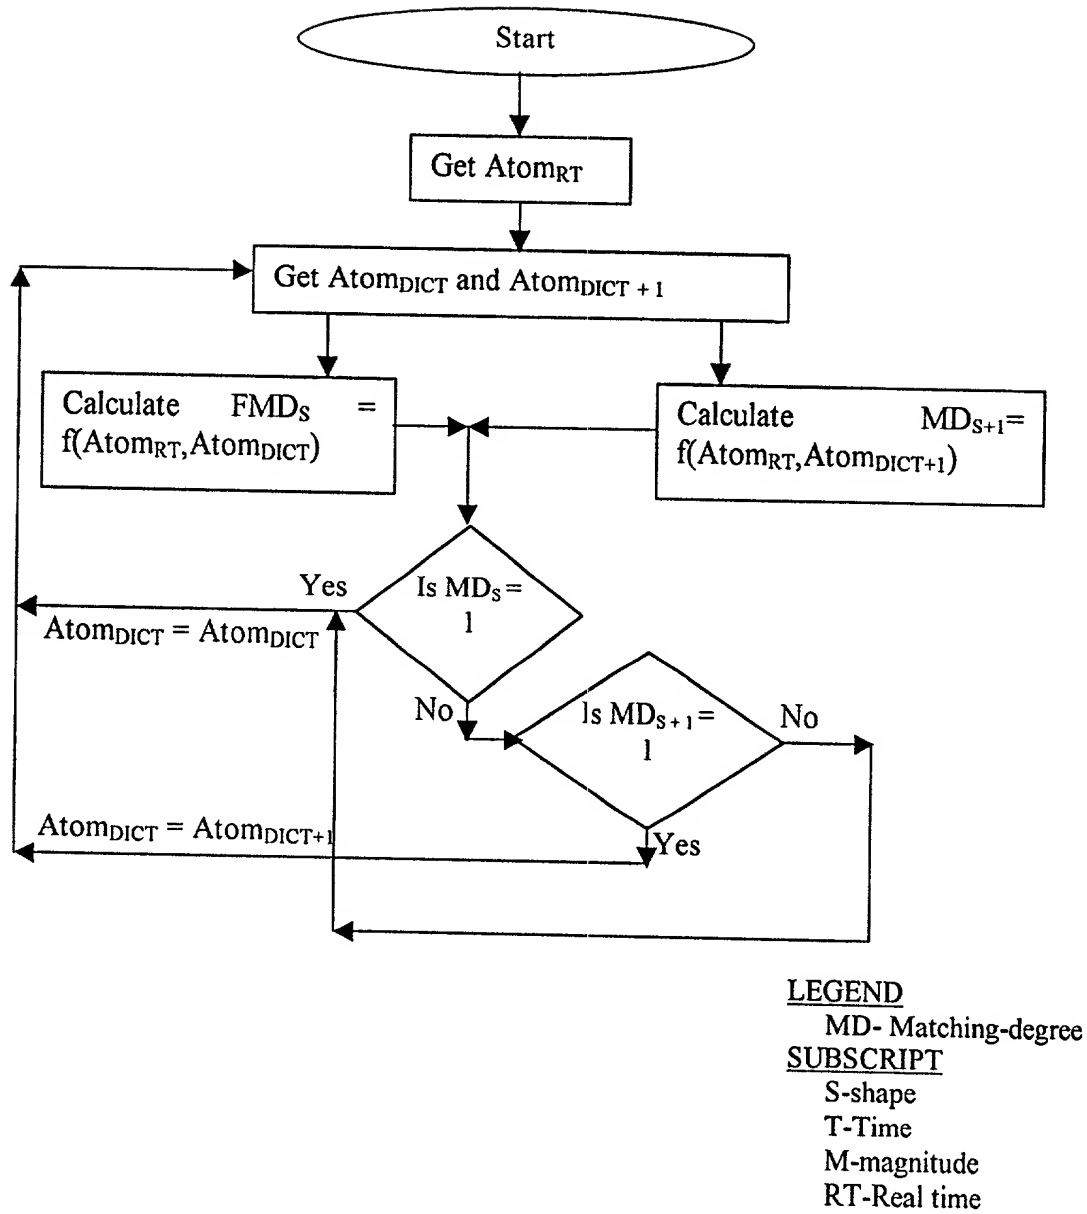 Start
Get AtomRT
Get AtomDICT and AtomDICT + 1
Calculate FMDS =
f(AtomRT,AtomDICT)
Calculate MDS+1=
f(AtomRT,AtomDICT+1)
Is MDS =
1
Yes
AtomDICT = AtomDICT
No
Is MDS + 1 =
1
No
AtomDICT = AtomDICT+1
Yes
LEGEND
MD- Matching-degree
SUBSCRIPT
S-shape
T-Time
M-magnitude
RT-Real time